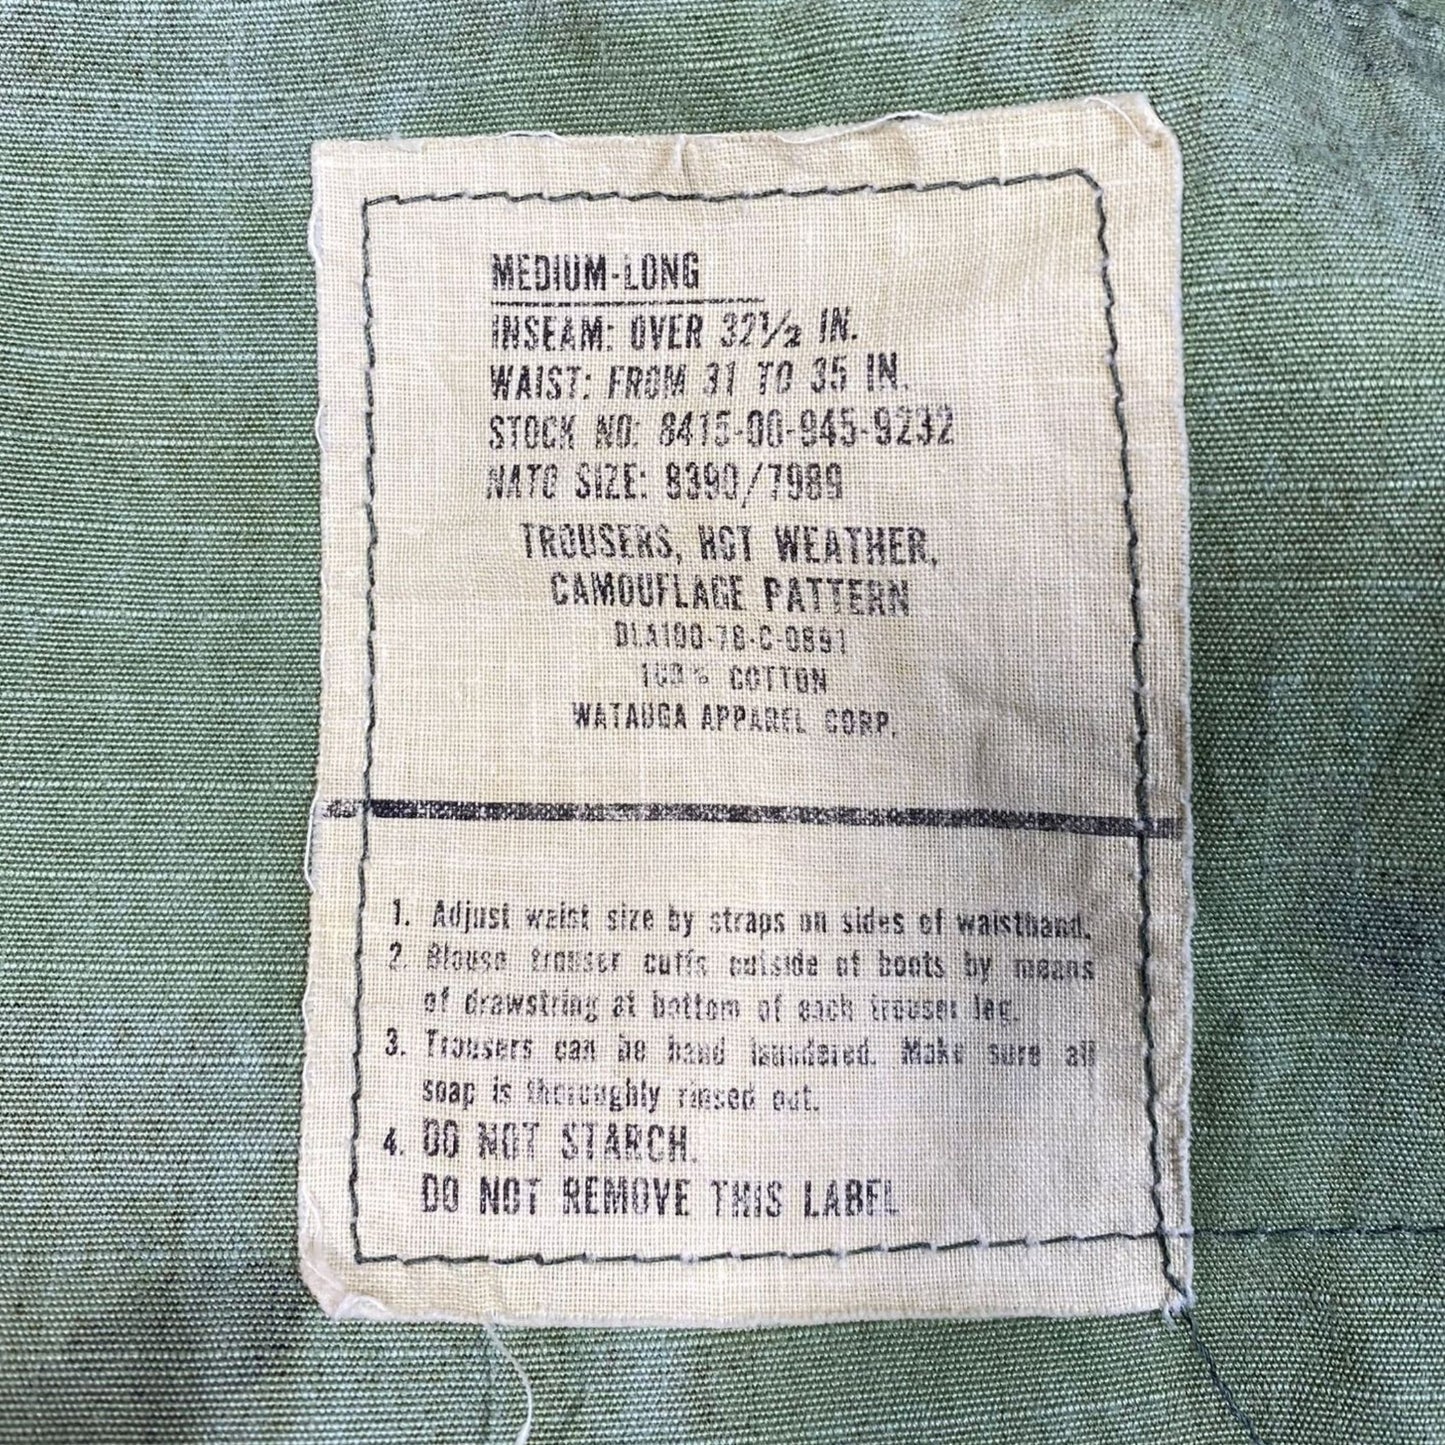 MEDIUM-LONG
INSEAM: OVER 32½ IN.
WAIST: FROM 31 TO 35 IN.
STOCK NO: 8415-00-945-9232
NATO SIZE: 8390/7989
TROUSERS, HOT WEATHER,
CAMOUFLAGE PATTERN
DLA100-78-C-0891
100% COTTON
WATAUGA APPAREL CORP.
1. Adjust waist size by straps on sides of waistband.
2. Blouse trouser cuffs outside of boots by means
of drawstring at bottom of each trouser leg.
3. Trousers can be hand laundered. Make sure all
soap is thoroughly rinsed out.
4. DO NOT STARCH.
DO NOT REMOVE THIS LABEL